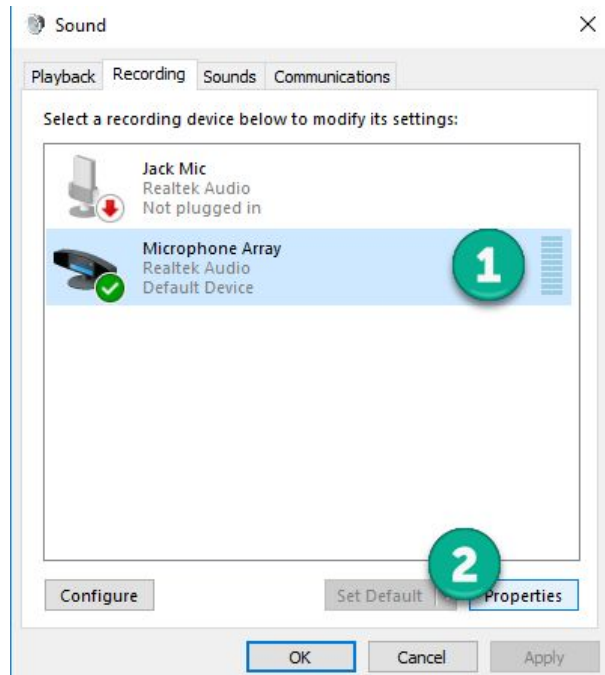 Sound
Playback Recording Sounds Communications
Select a recording device below to modify its settings:
Jack Mic
Realtek Audio
Not plugged in
Microphone Array
Realtek Audio
Default Device
1
2
Configure Set Default Properties
OK Cancel Apply